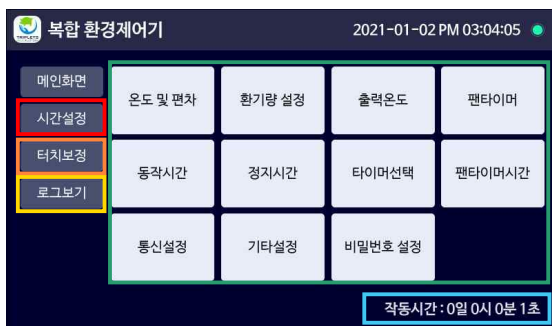 복합 환경제어기
2021-01-02 PM 03:04:05
메인화면
시간설정
터치보정
로그보기
온도 및 편차
환기량 설정
출력온도
팬타이머
동작시간
정지시간
타이머선택
팬타이머시간
통신설정
기타설정
비밀번호 설정
작동시간 : 0일 0시 0분 1초